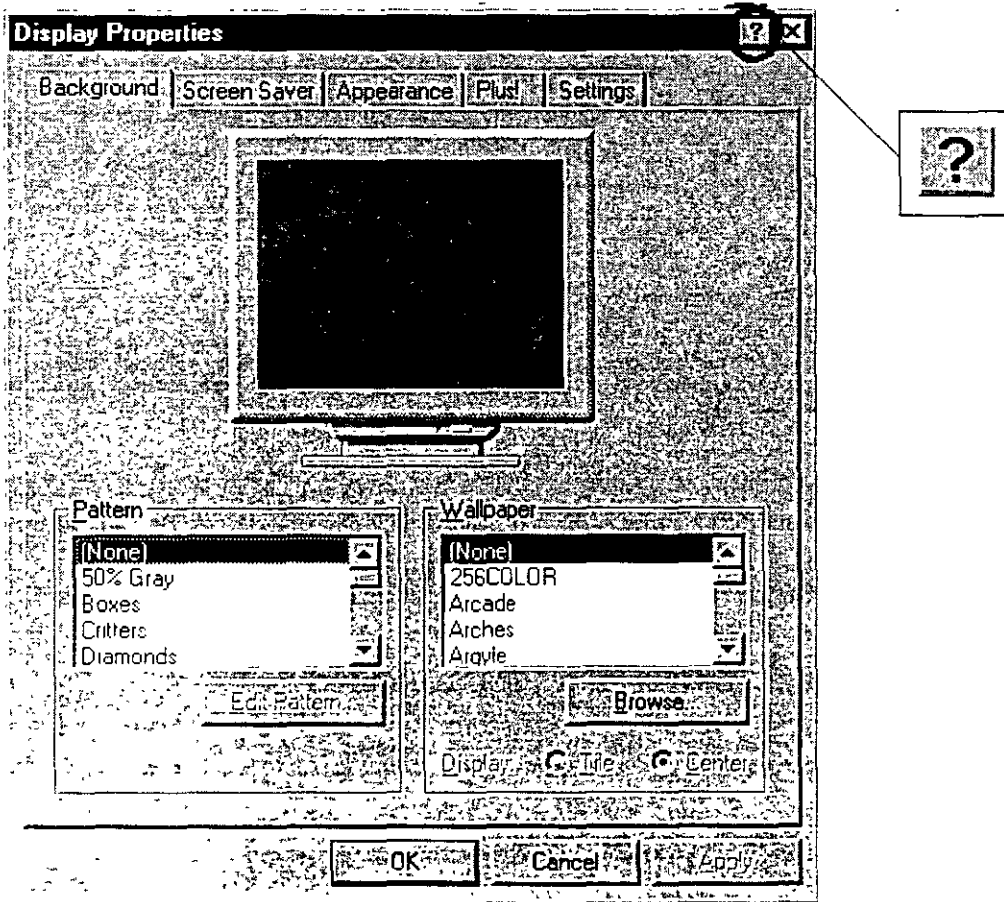 Display Properties ? ×
Background Screen Saver Appearance Plus! Settings
?
Pattern
(None)
50% Gray
Boxes
Critters
Diamonds
Edit Pattern...
Wallpaper
(None)
256COLOR
Arcade
Arches
Argyle
Browse...
Display: Tile Center
OK Cancel Apply